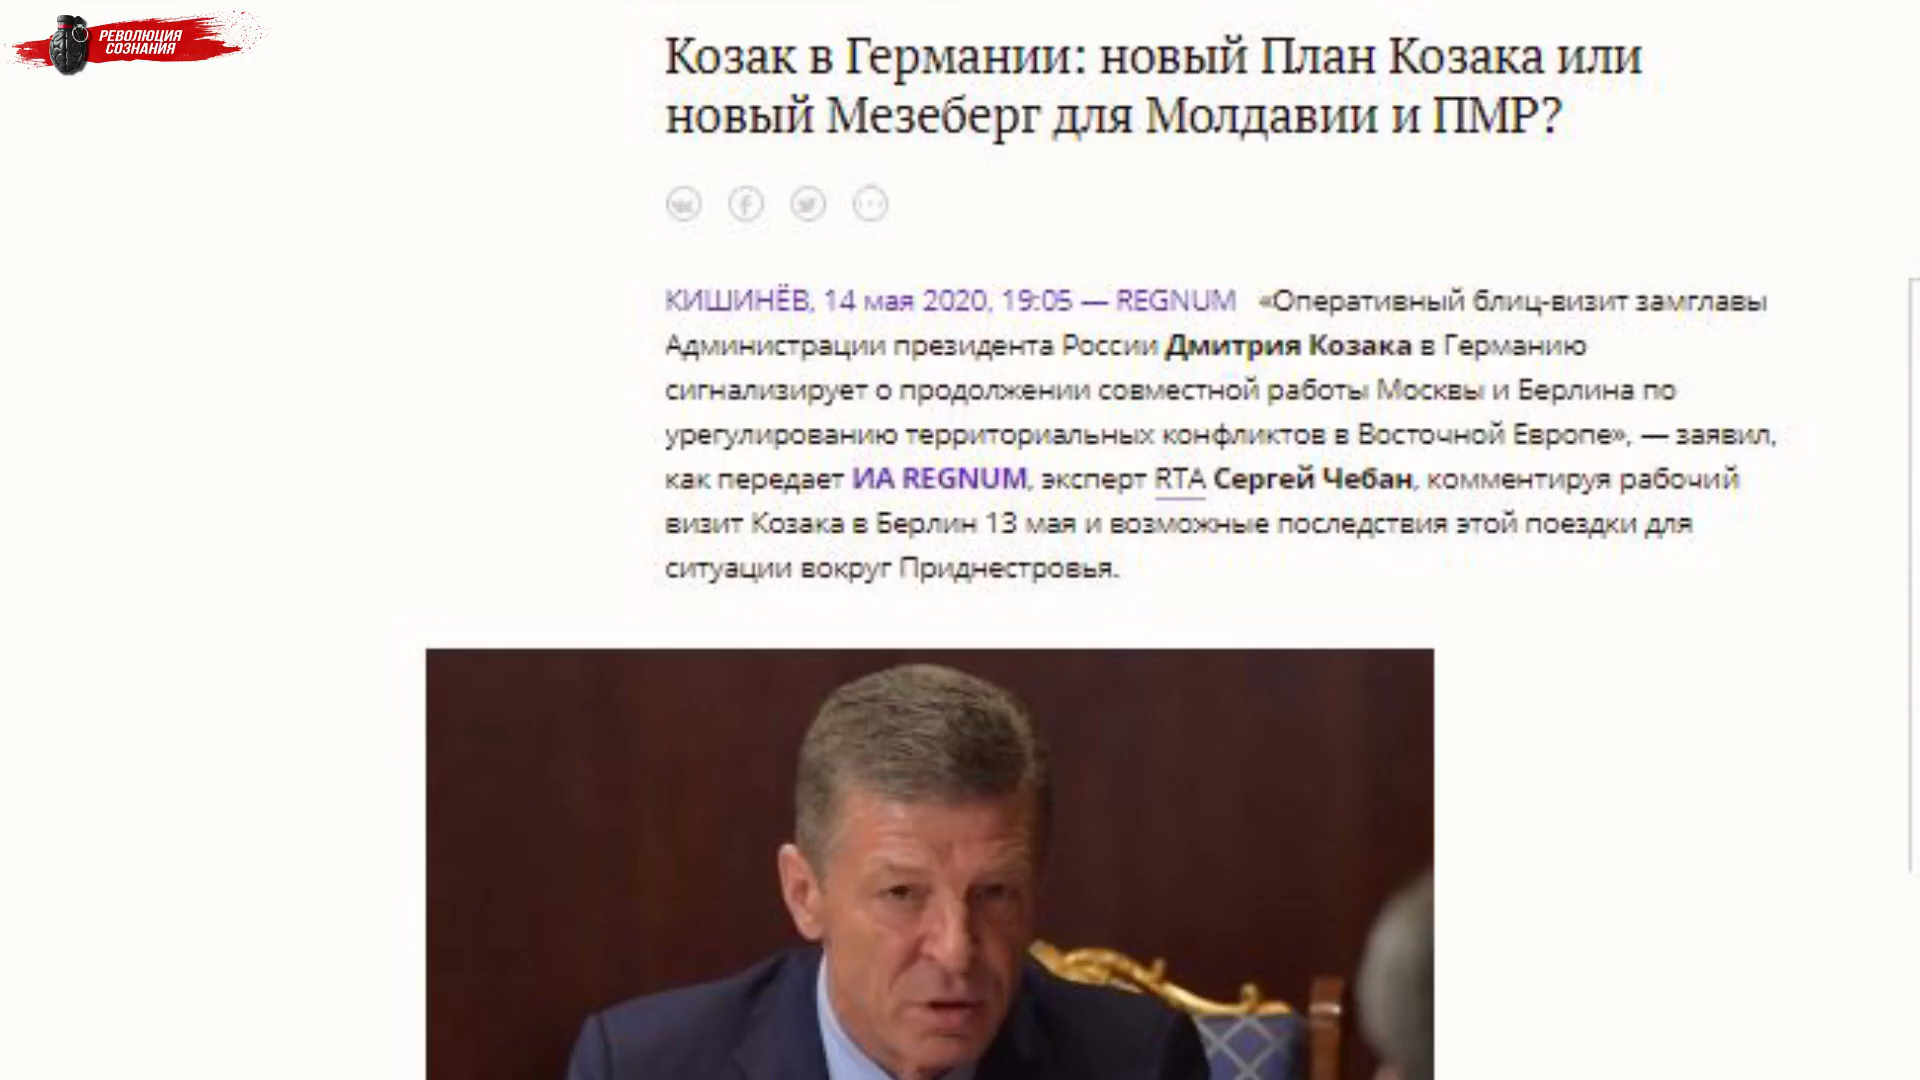 РЕВОЛЮЦИЯ
СОЗНАНИЯ
Козак в Германии: новый План Козака или
новый Мезеберг для Молдавии и ПМР?
КИШИНЁВ, 14 мая 2020, 19:05 — REGNUM «Оперативный блиц-визит замглавы
Администрации президента России Дмитрия Козака в Германию
сигнализирует о продолжении совместной работы Москвы и Берлина по
урегулированию территориальных конфликтов в Восточной Европе», — заявил,
как передает ИА REGNUM, эксперт RTA Сергей Чебан, комментируя рабочий
визит Козака в Берлин 13 мая и возможные последствия этой поездки для
ситуации вокруг Приднестровья.